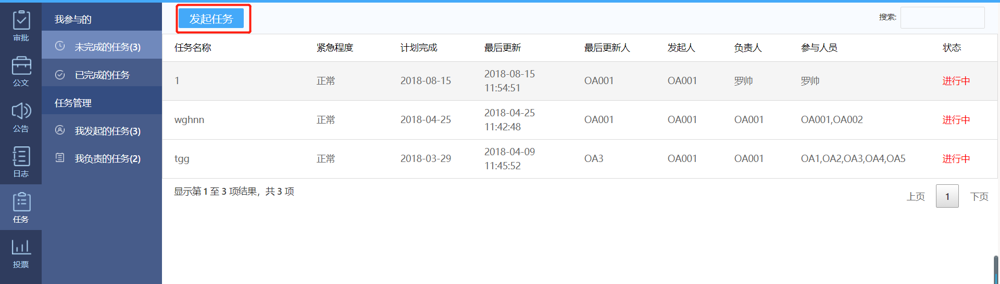 审批
公文
公告
日志
任务
投票
我参与的
未完成的任务(3)
已完成的任务
任务管理
我发起的任务(3)
我负责的任务(2)
发起任务
搜索:
任务名称 紧急程度 计划完成 最后更新 最后更新人 发起人 负责人 参与人员 状态
1 正常 2018-08-15 2018-08-15 11:54:51 OA001 OA001 罗帅 罗帅 进行中
wghnn 正常 2018-04-25 2018-04-25 11:42:48 OA001 OA001 OA001 OA001,OA002 进行中
tgg 正常 2018-03-29 2018-04-09 11:45:52 OA3 OA001 OA001 OA1,OA2,OA3,OA4,OA5 进行中
显示第 1 至 3 项结果，共 3 项
上页 1 下页